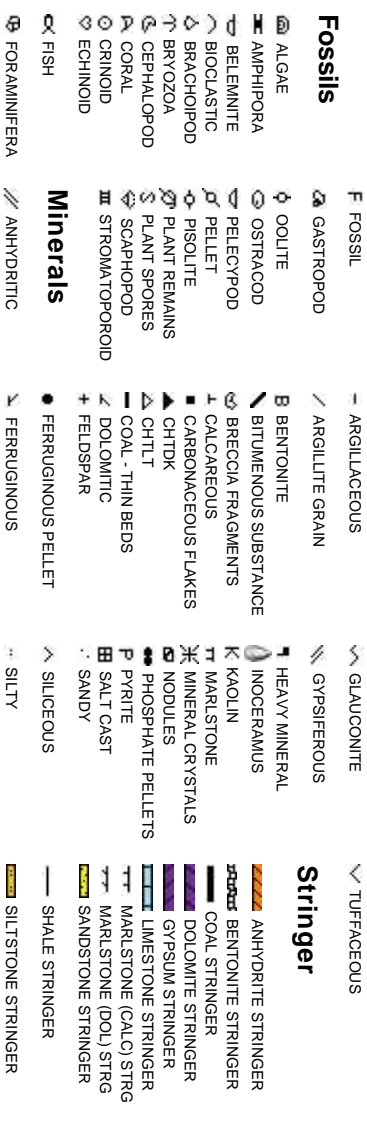 Fossils
ALGAE
AMPHIPORA
BELEMNITE
BIOCLASTIC
BRACHOIPOD
BRYOZOA
CEPHALOPOD
CORAL
CRINOID
ECHINOID
FISH
FORAMINIFERA
F FOSSIL
GASTROPOD
OOLITE
OSTRACOD
PELECYPOD
PELLET
PISOLITE
PLANT REMAINS
PLANT SPORES
SCAPHOPOD
STROMATOPOROID
Minerals
ANHYDRITIC
ARGILLACEOUS
ARGILLITE GRAIN
B BENTONITE
BITUMENOUS SUBSTANCE
BRECCIA FRAGMENTS
CALCAREOUS
CARBONACEOUS FLAKES
CHTDK
CHTLT
COAL - THIN BEDS
DOLOMITIC
FELDSPAR
FERRUGINOUS PELLET
FERRUGINOUS
GLAUCONITE
GYPSIFEROUS
HEAVY MINERAL
INOCERAMUS
K KAOLIN
MARLSTONE
MINERAL CRYSTALS
NODULES
PHOSPHATE PELLETS
P PYRITE
SALT CAST
SANDY
SILICEOUS
SILTY
TUFFACEOUS
Stringer
ANHYDRITE STRINGER
BENTONITE STRINGER
COAL STRINGER
DOLOMITE STRINGER
GYPSUM STRINGER
LIMESTONE STRINGER
MARLSTONE (CALC) STRG
MARLSTONE (DOL) STRG
SANDSTONE STRINGER
SHALE STRINGER
SILTSTONE STRINGER